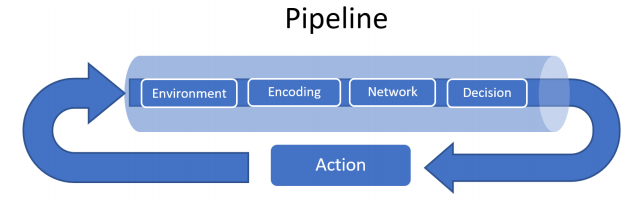 Pipeline
Environment
Encoding
Network
Decision
Action